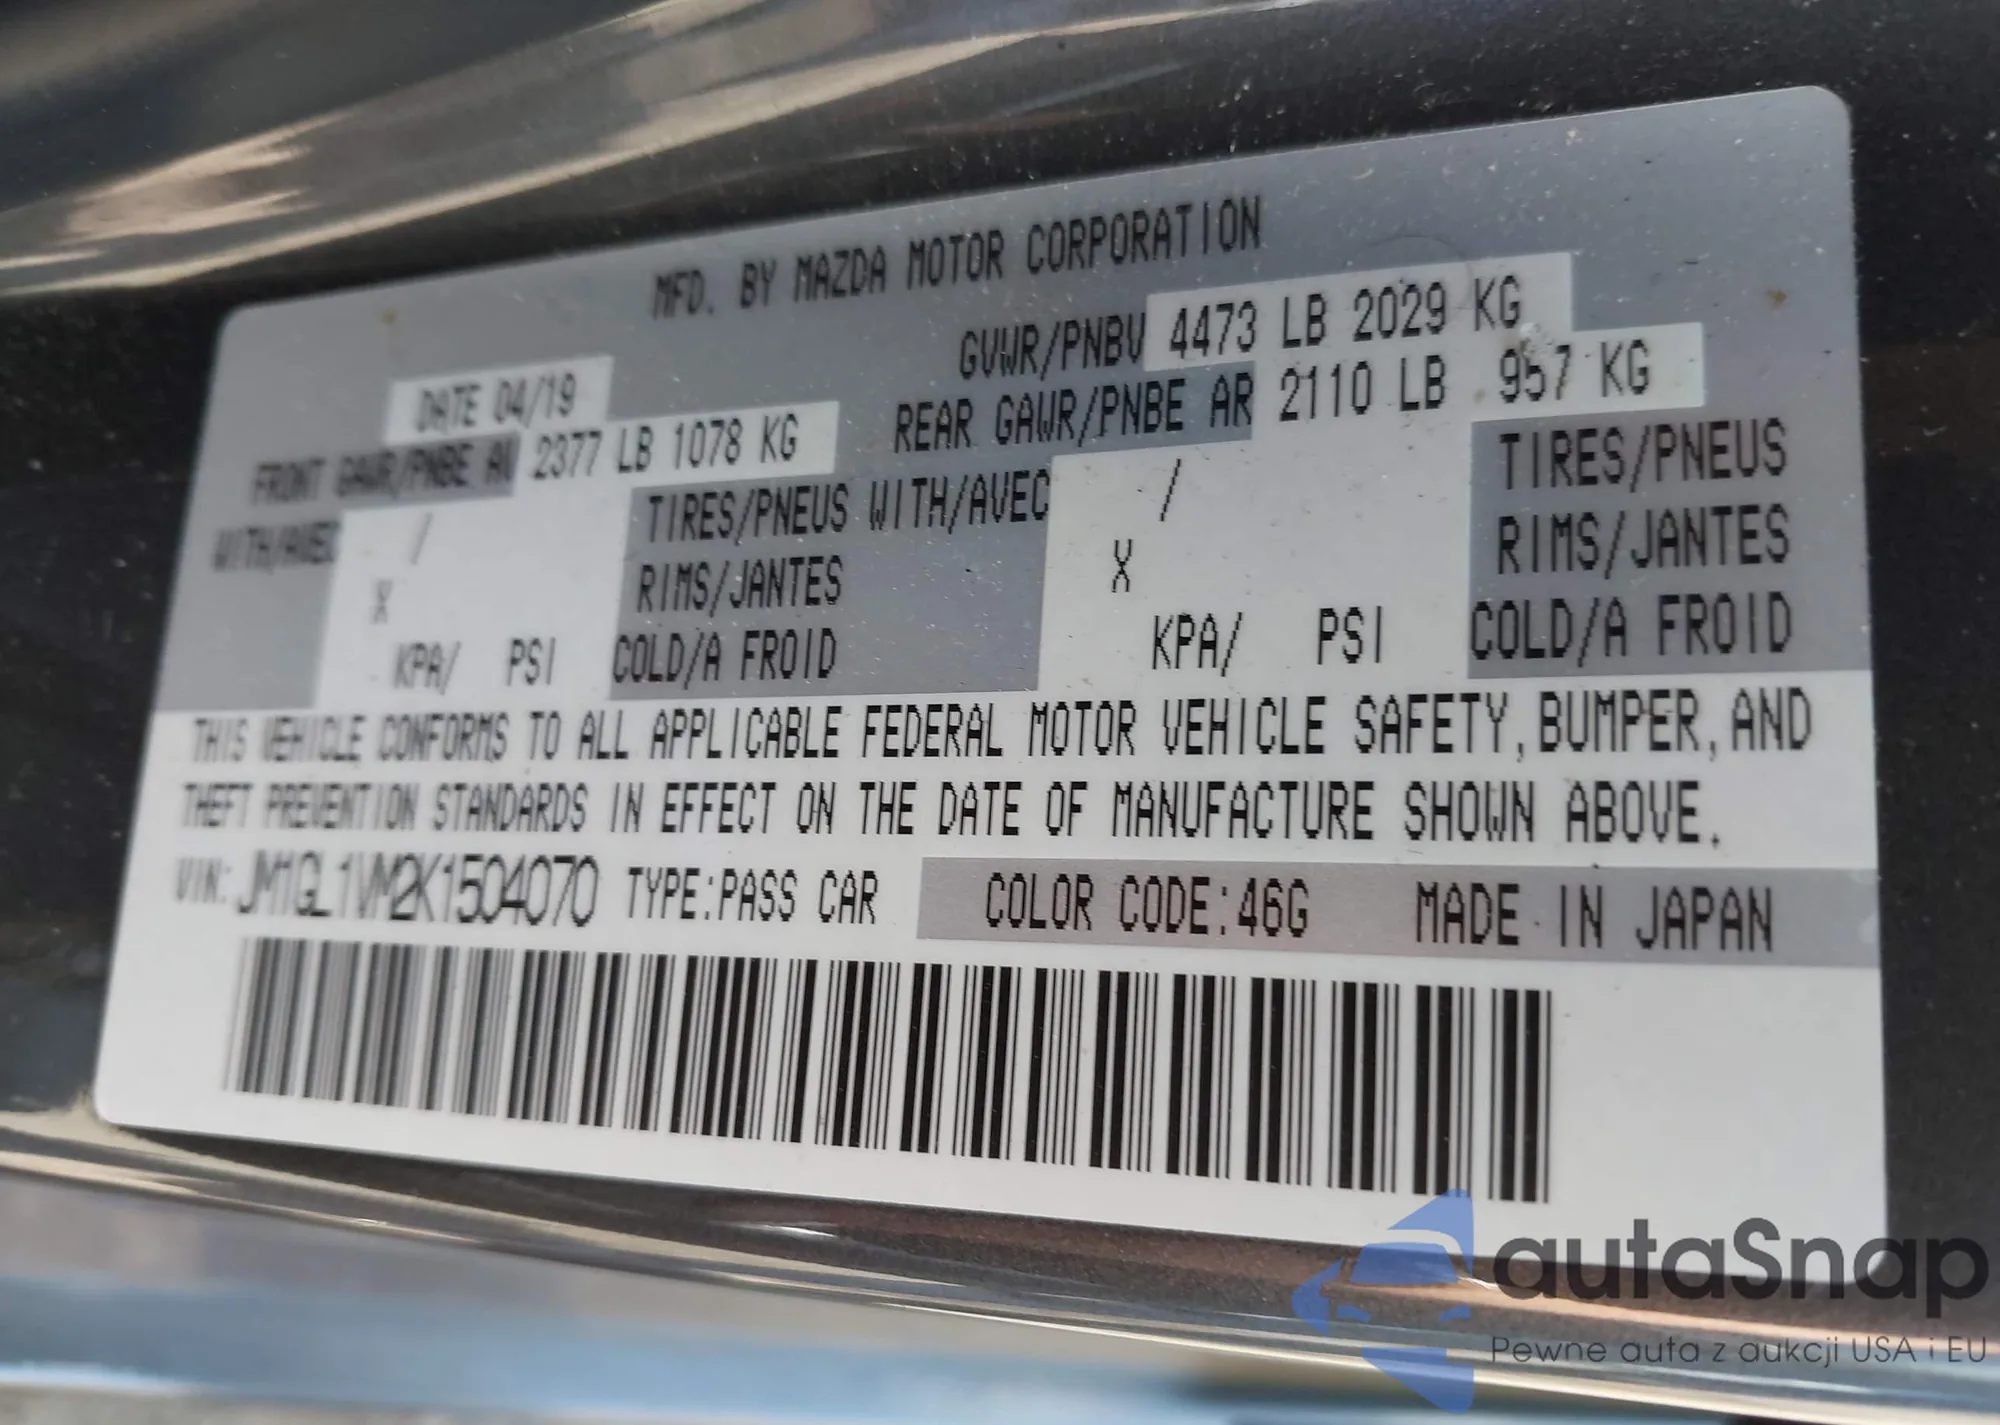 MFD. BY MAZDA MOTOR CORPORATION
GVWR/PNBV 4473 LB 2029 KG
DATE 04/19
FRONT GAWR/PNBE AV 2377 LB 1078 KG
REAR GAWR/PNBE AR 2110 LB 957 KG
WITH/AVEC / TIRES/PNEUS WITH/AVEC / TIRES/PNEUS
X RIMS/JANTES X RIMS/JANTES
KPA/ PSI COLD/A FROID KPA/ PSI COLD/A FROID
THIS VEHICLE CONFORMS TO ALL APPLICABLE FEDERAL MOTOR VEHICLE SAFETY, BUMPER, AND
THEFT PREVENTION STANDARDS IN EFFECT ON THE DATE OF MANUFACTURE SHOWN ABOVE.
VIN: JM1GL1VM2K1504070 TYPE:PASS CAR COLOR CODE:46G MADE IN JAPAN
autaSnap
Pewne auta z aukcji USA i EU